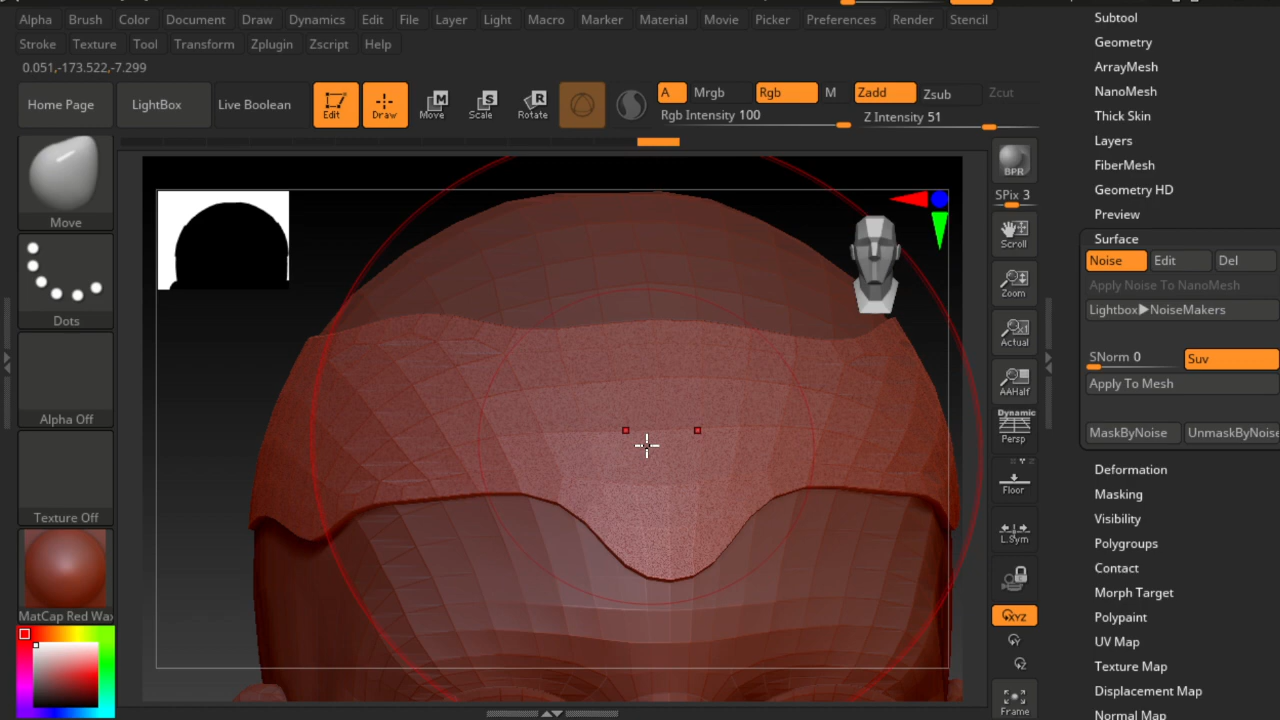 Alpha Brush Color Document Draw Dynamics Edit File Layer Light Macro Marker Material Movie Picker Preferences Render Stencil
Stroke Texture Tool Transform Zplugin Zscript Help
0.051,-173.522,-7.299
Home Page LightBox Live Boolean Edit Draw Move Scale Rotate
M S R
A Mrgb Rgb M Zadd Zsub Zcut
Rgb Intensity 100 Z Intensity 51
Move
Dots
Alpha Off
Texture Off
MatCap Red Wax
BPR
SPix 3
Scroll
Zoom
Actual
AAHalf
Dynamic
Persp
Floor
L.Sym
XYZ
Y
Z
Frame
Subtool
Geometry
ArrayMesh
NanoMesh
Thick Skin
Layers
FiberMesh
Geometry HD
Preview
Surface
Noise Edit Del
Apply Noise To NanoMesh
Lightbox▶NoiseMakers
SNorm 0 Suv
Apply To Mesh
MaskByNoise UnmaskByNoise
Deformation
Masking
Visibility
Polygroups
Contact
Morph Target
Polypaint
UV Map
Texture Map
Displacement Map
Normal Map